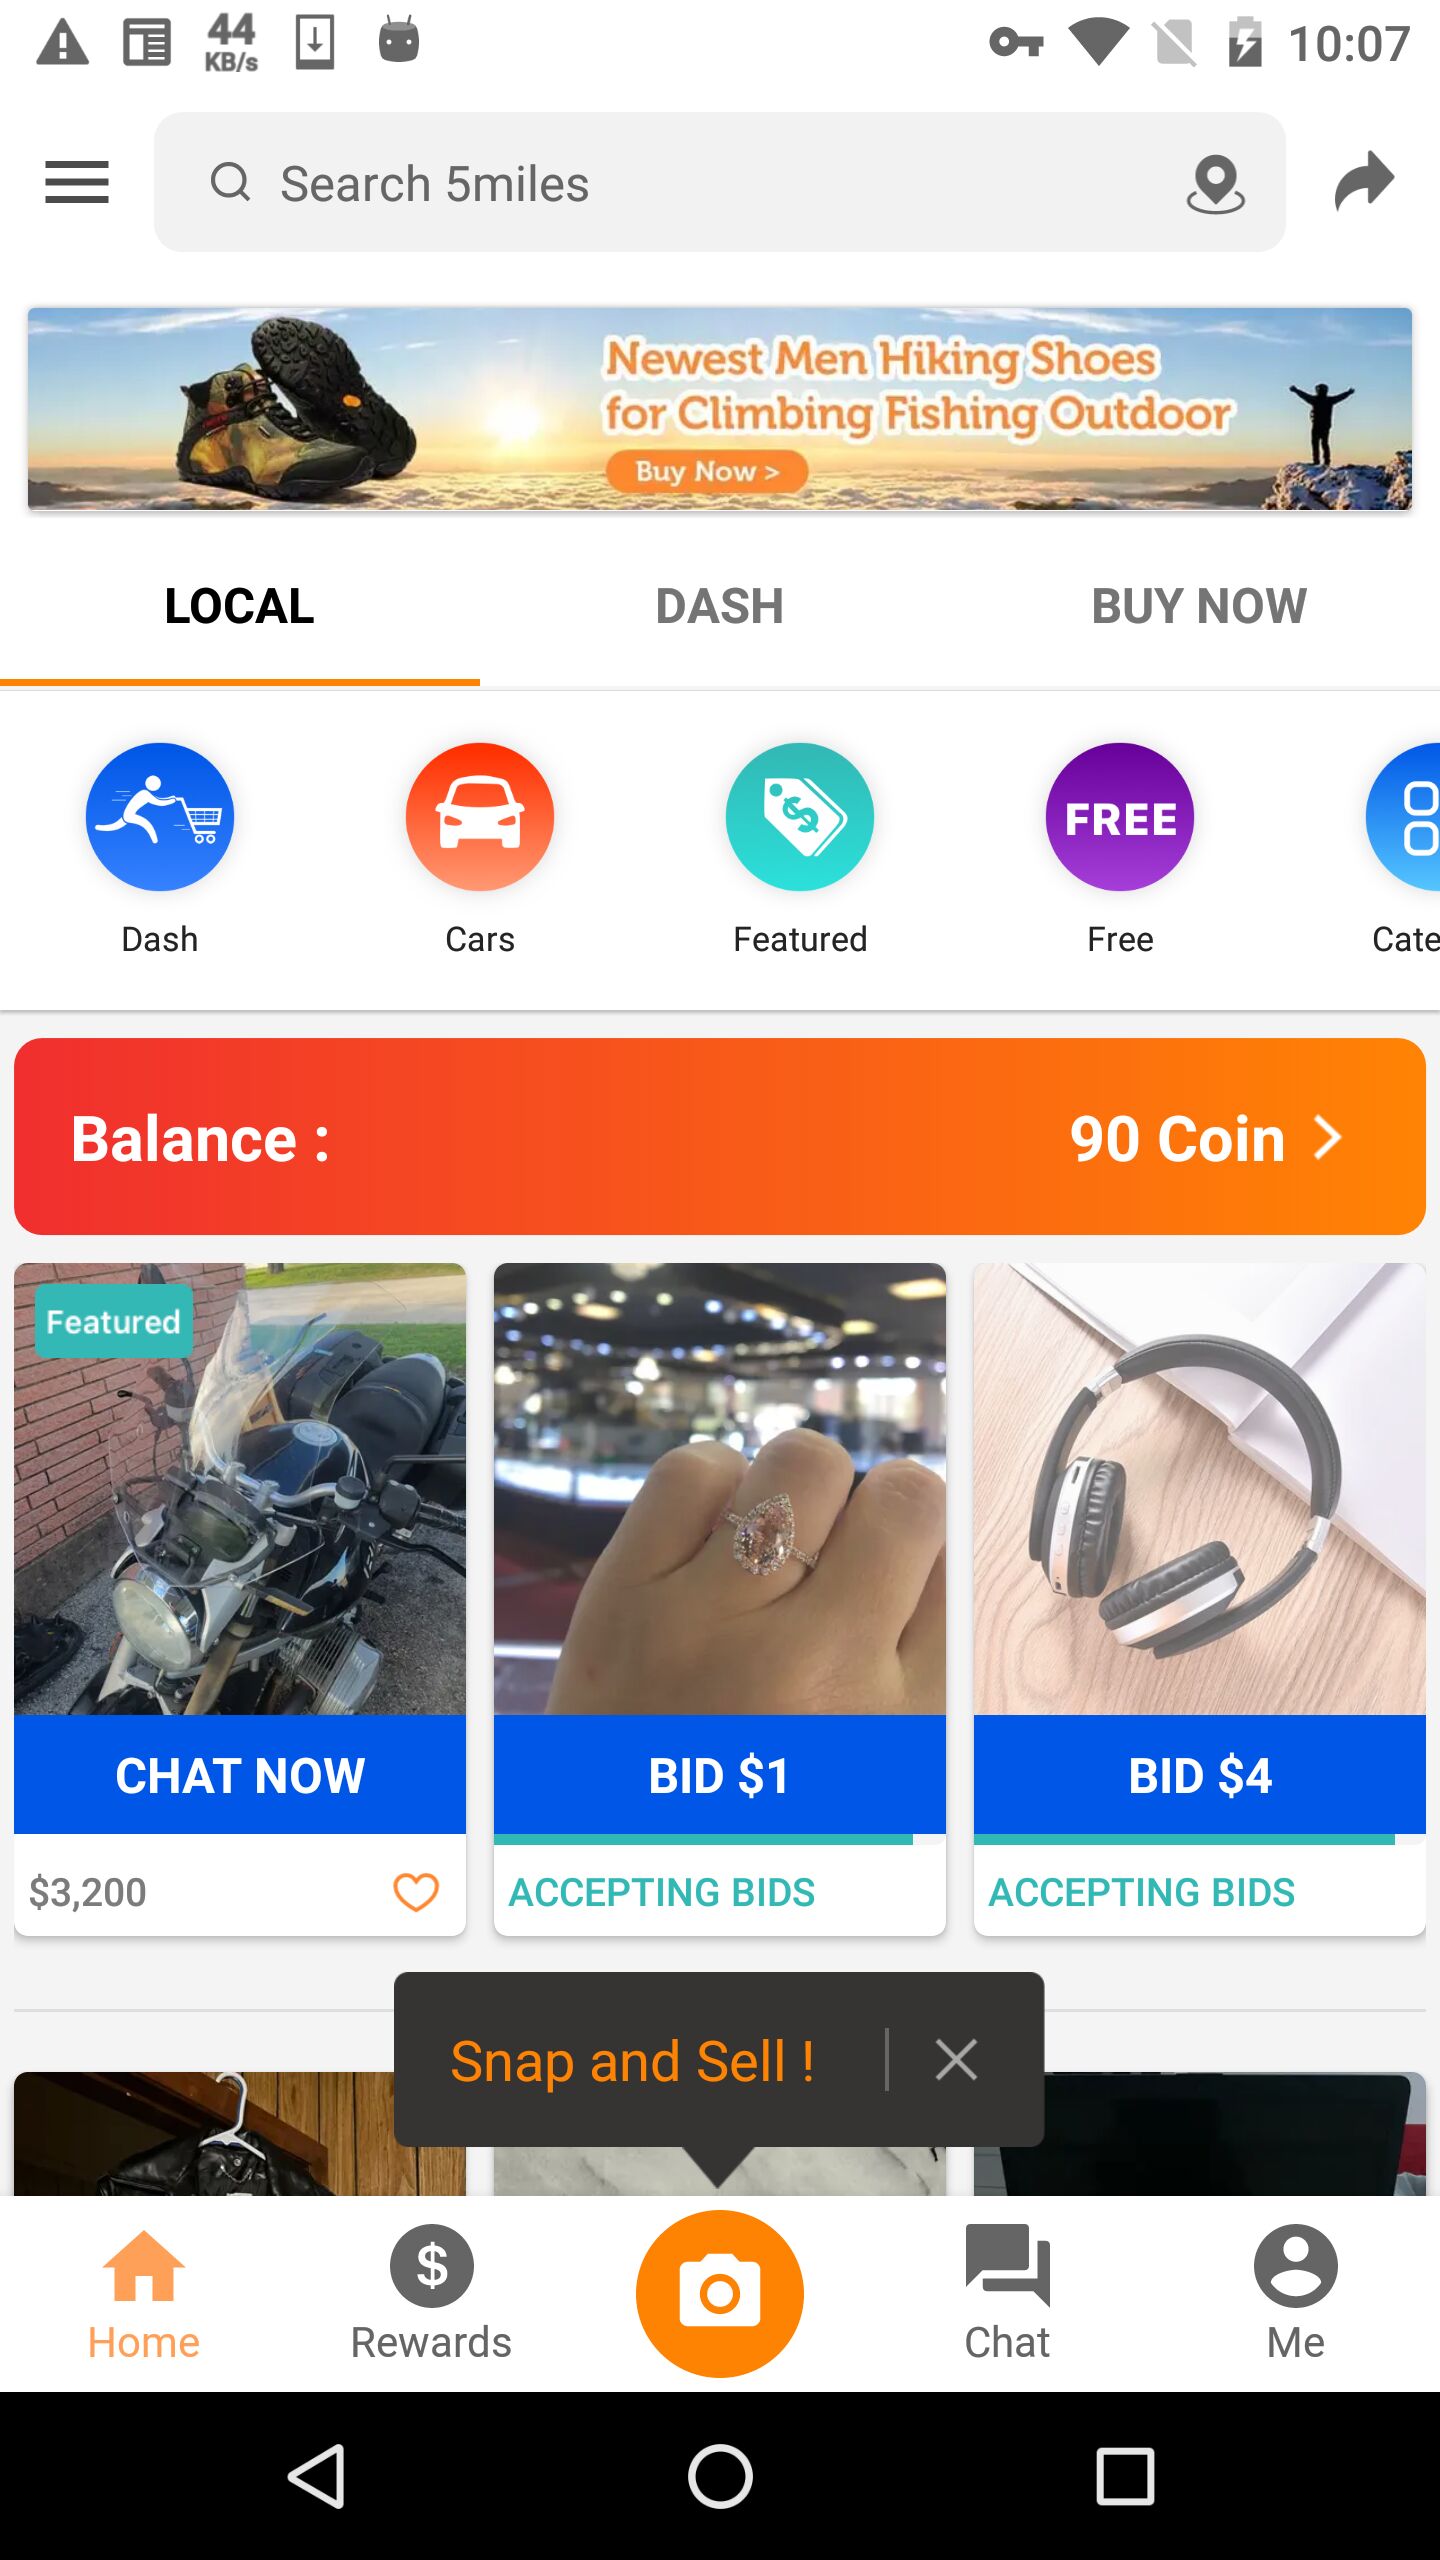 44
KB/s
10:07
Search 5miles
Newest Men Hiking Shoes
for Climbing Fishing Outdoor
Buy Now >
LOCAL
DASH
BUY NOW
FREE
Dash
Cars
Featured
Free
Cate
Balance :
90 Coin
Featured
CHAT NOW
BID $1
BID $4
$3,200
ACCEPTING BIDS
ACCEPTING BIDS
Snap and Sell !
Home
Rewards
Chat
Me